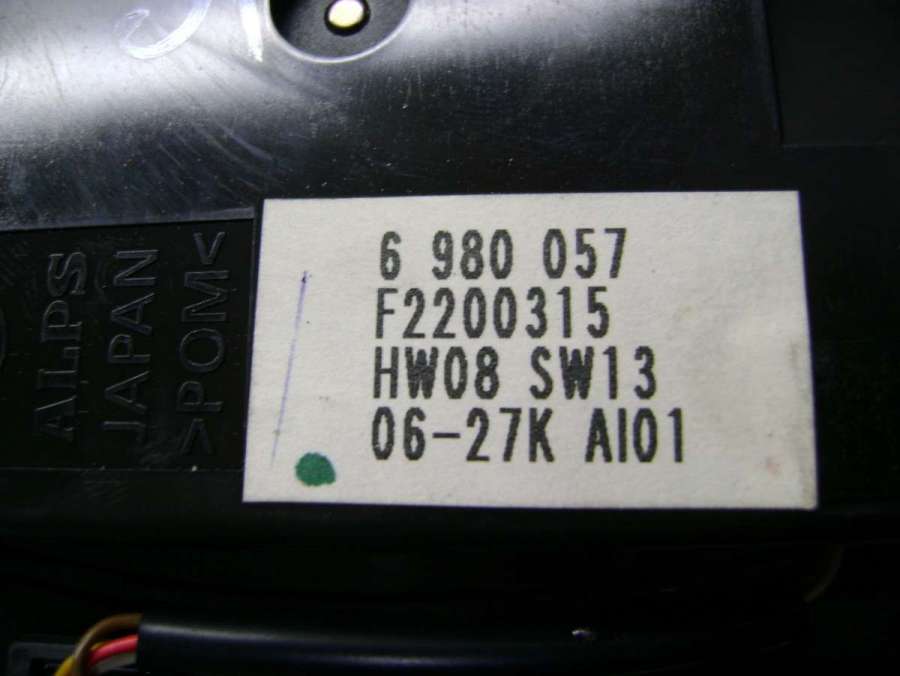 6 980 057
F2200315
HW08 SW13
06-27K AI01
ALPS
JAPAN
>POM<